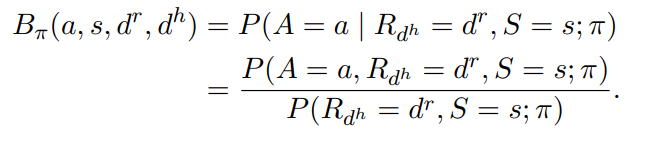 B_π(a, s, d^r, d^h) = P(A = a | R_{d^h} = d^r, S = s; π)
= P(A = a, R_{d^h} = d^r, S = s; π) / P(R_{d^h} = d^r, S = s; π).